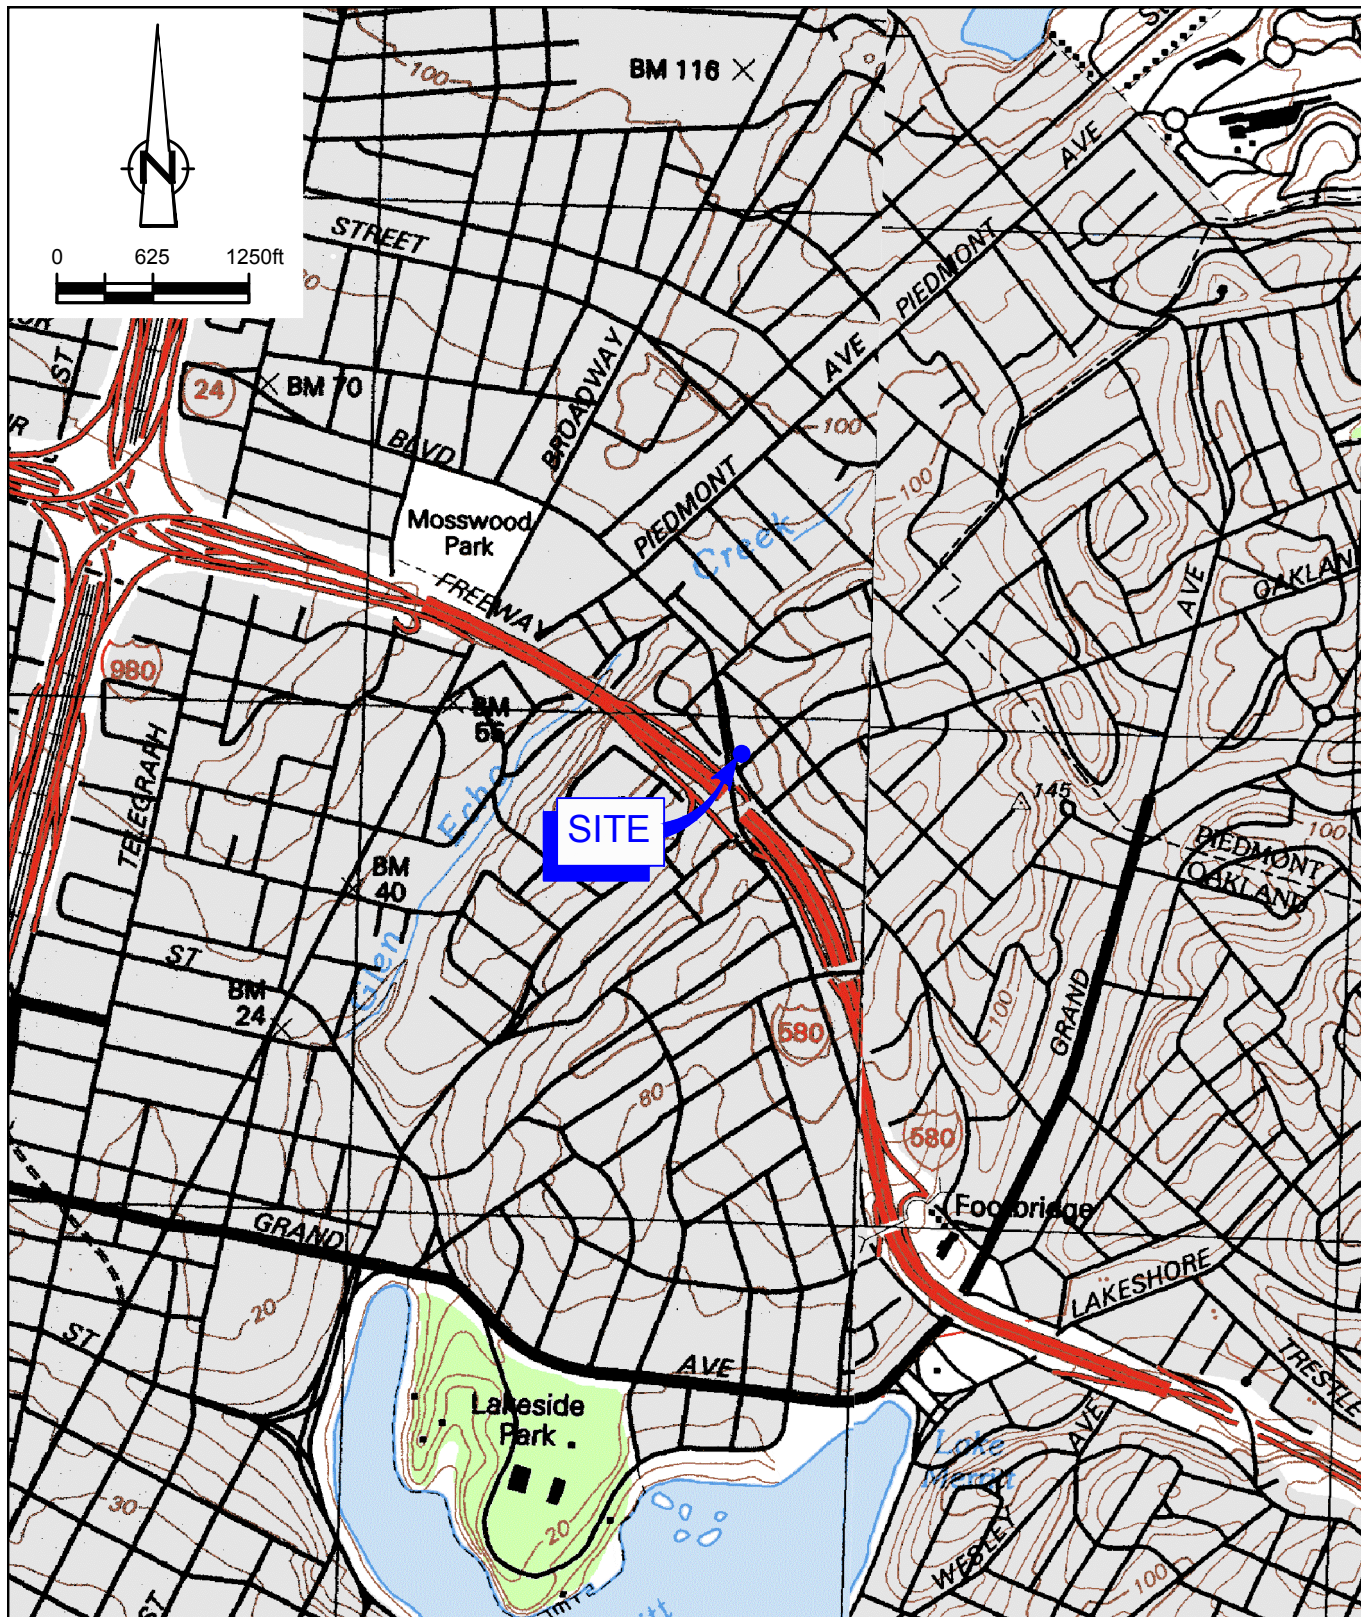 N
0 625 1250ft
BM 116
100
AVE
STREET
PIEDMONT
AVE
BROADWAY
ST
24
BM 70
BLVD
100
PIEDMONT
100
Mosswood
Park
Creek
FREEWAY
AVE
OAKLAND
980
BM
55
TELEGRAPH
Echo
SITE
145
100
PIEDMONT
OAKLAND
BM
40
Glen
ST
BM
24
100
GRAND
580
80
580
Footbridge
GRAND
LAKESHORE
20
ST
AVE
TRESTLE
Lakeside
Park
AVE
Lake
Merritt
30
20
WESLEY
100
ST